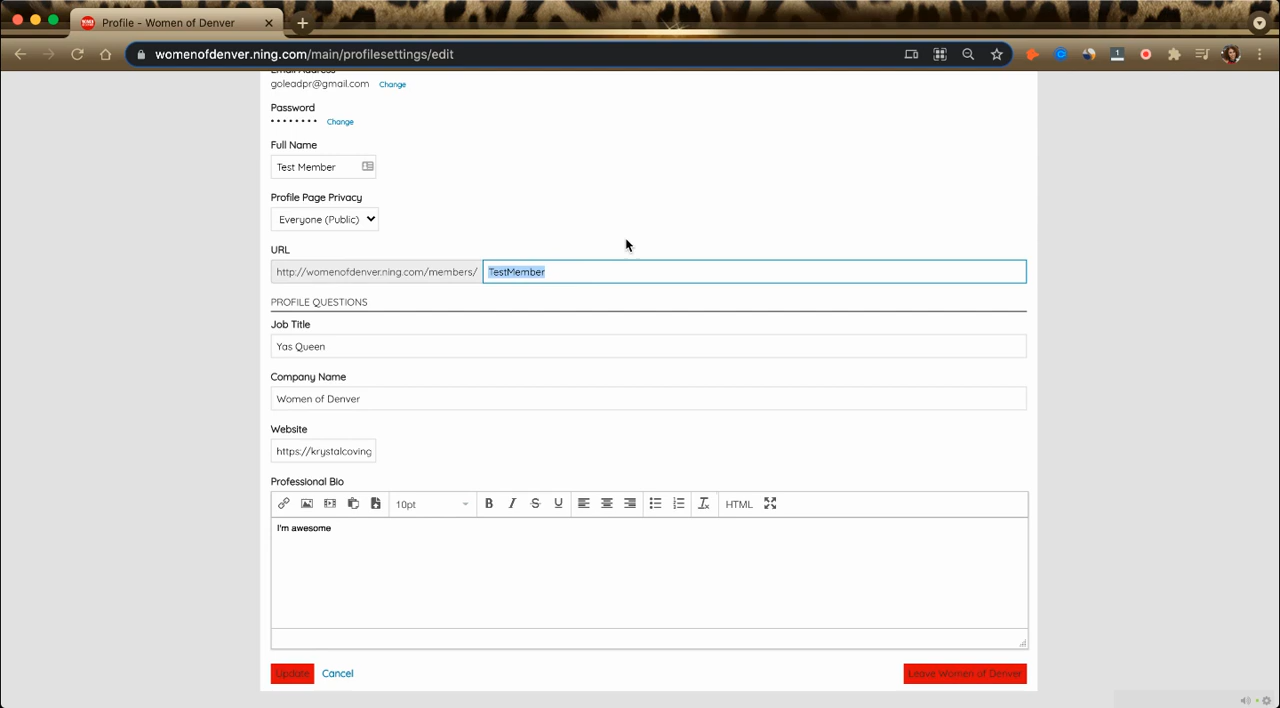 Profile – Women of Denver
womenofdenver.ning.com/main/profilesettings/edit
1
Email Address
goleadpr@gmail.com Change
Password
•••••••• Change
Full Name
Test Member
Profile Page Privacy
Everyone (Public)
URL
http://womenofdenver.ning.com/members/ TestMember
PROFILE QUESTIONS
Job Title
Yas Queen
Company Name
Women of Denver
Website
https://krystalcoving
Professional Bio
10pt B I S U HTML
I'm awesome
Update Cancel Leave Women of Denver